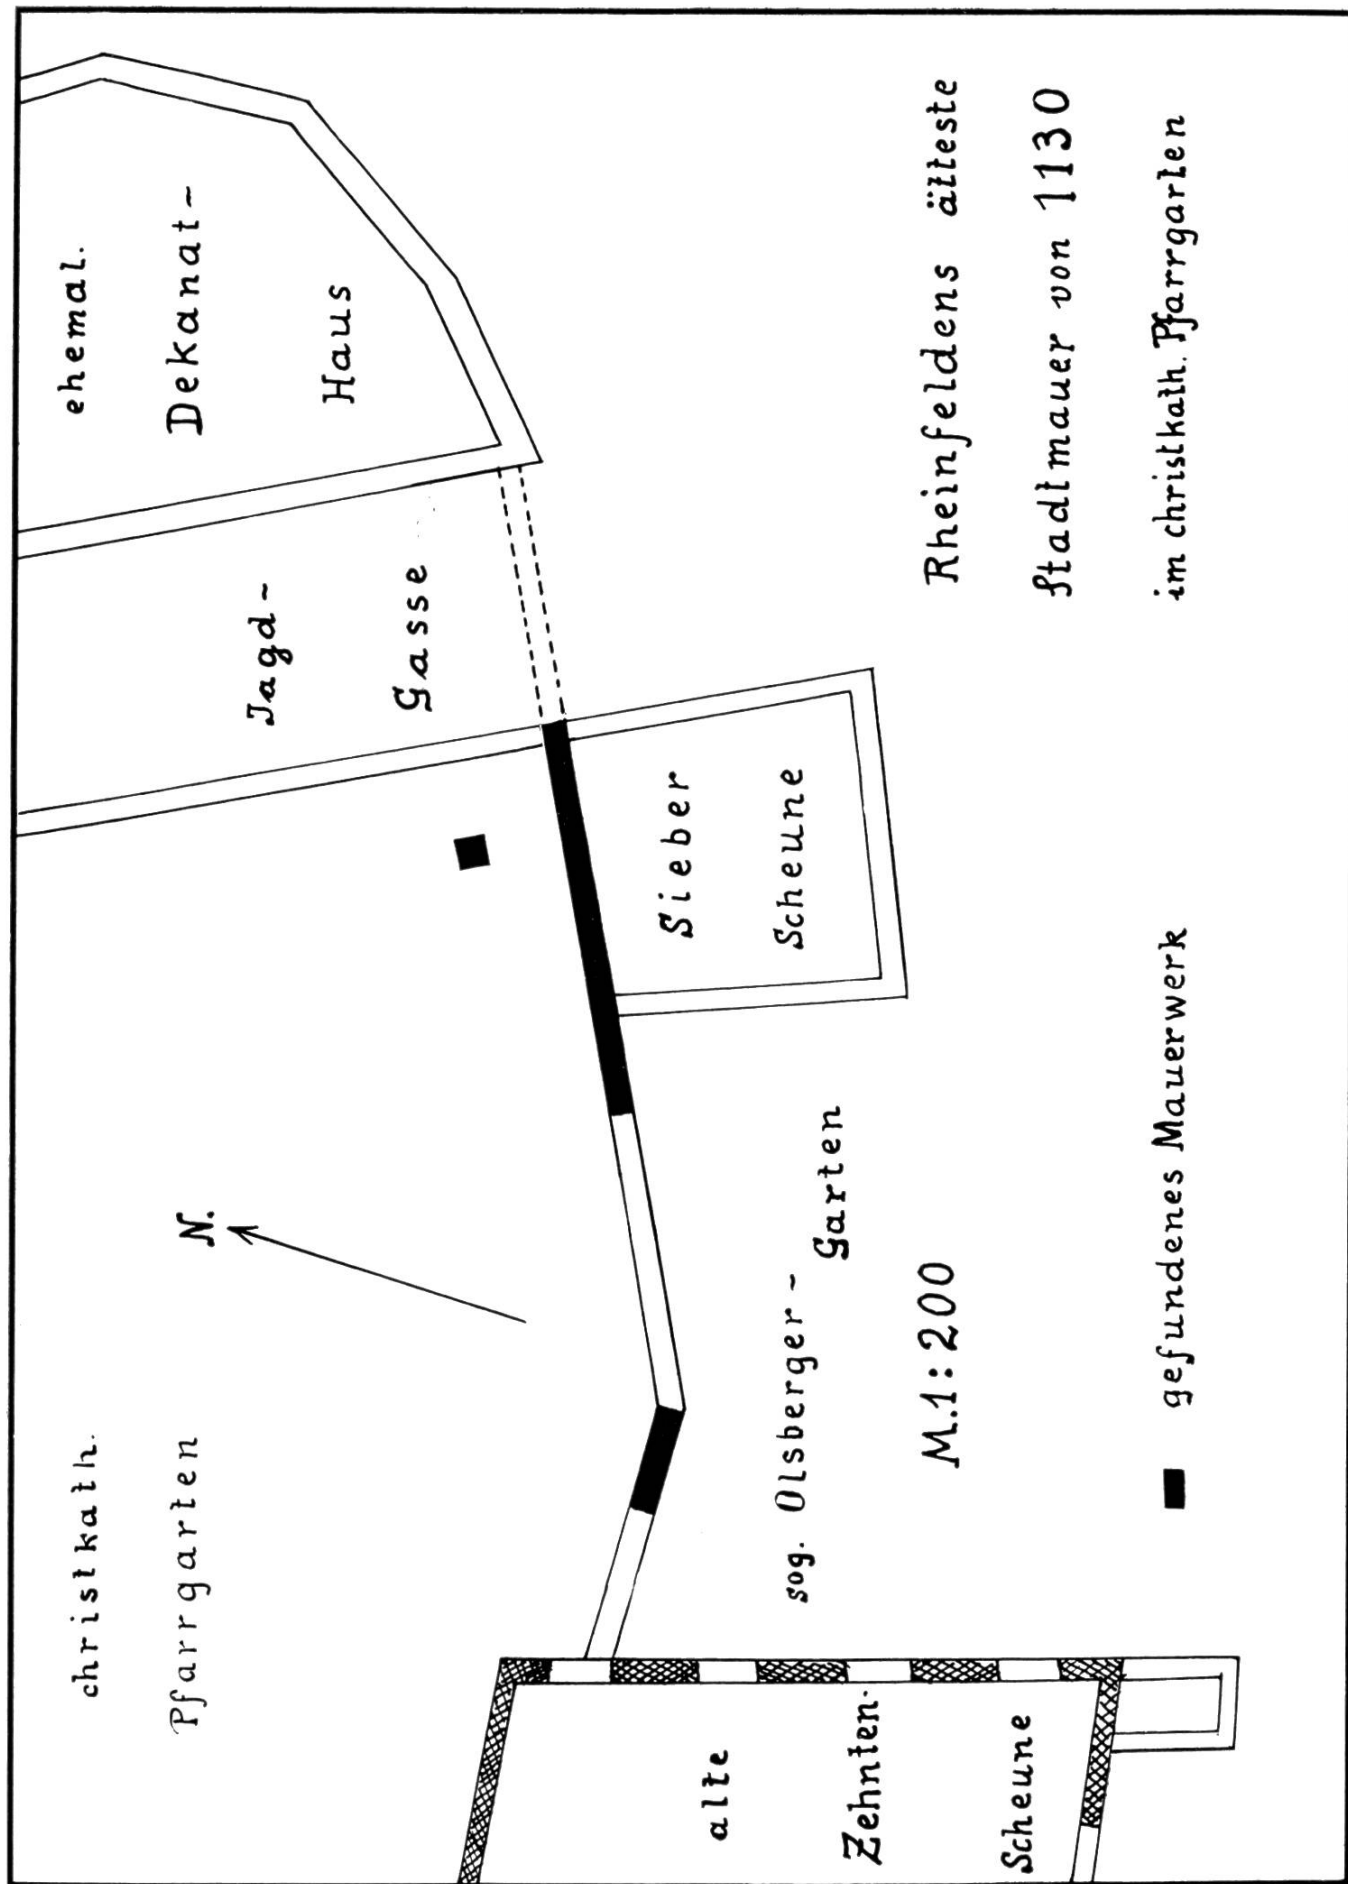 christkath.
Pfarrgarten
N.
ehemal.
Dekanat-
Haus
Jagd-
Gasse
Sieber
Scheune
sog. Olsberger-
Garten
alte
Zehnten-
Scheune
M.1:200
Rheinfeldens älteste
Stadtmauer von 1130
im christkath. Pfarrgarten
gefundenes Mauerwerk